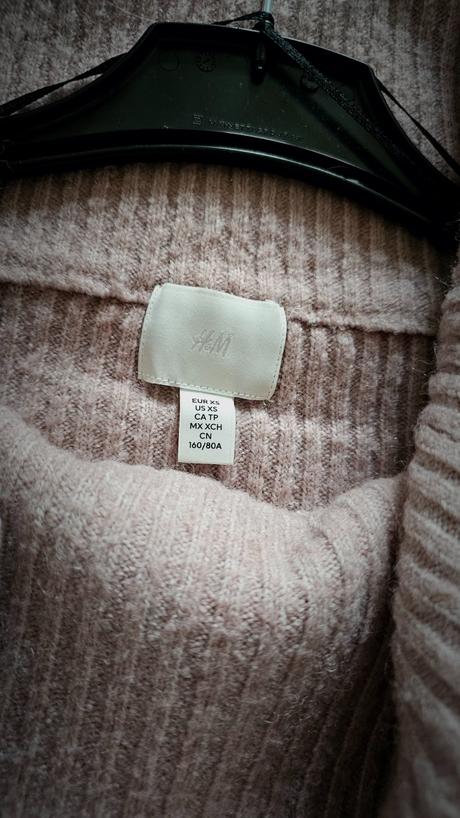 H&M
EUR XS
US XS
CA TP
MX XCH
CN
160/80A